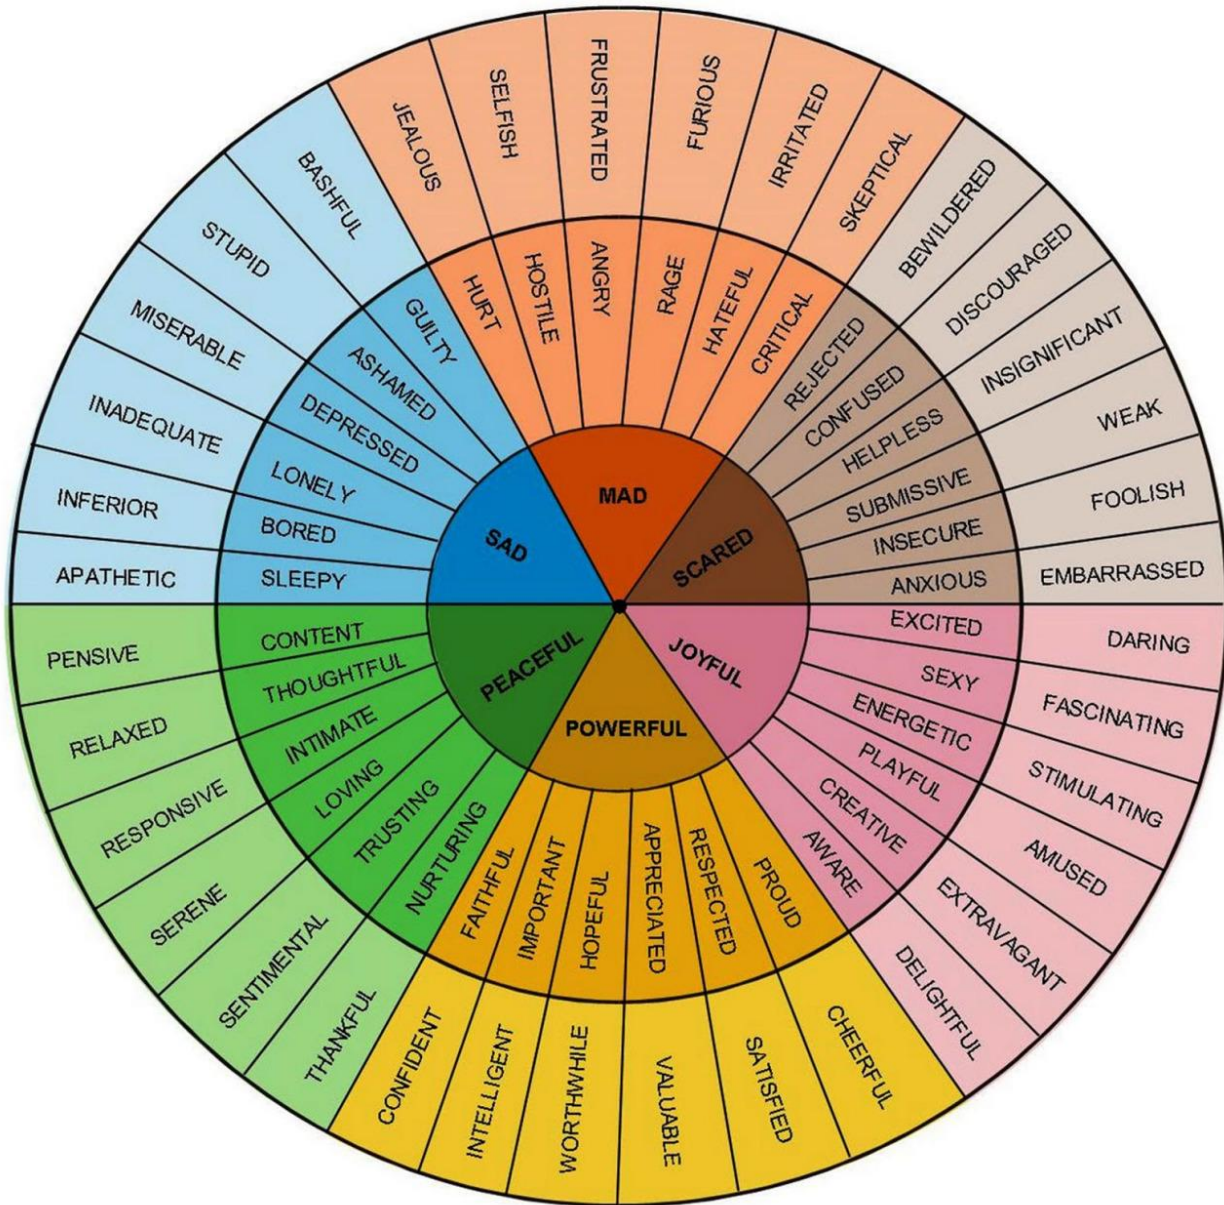 MAD
HURT
HOSTILE
ANGRY
RAGE
HATEFUL
CRITICAL
JEALOUS
SELFISH
FRUSTRATED
FURIOUS
IRRITATED
SKEPTICAL
SCARED
REJECTED
CONFUSED
HELPLESS
SUBMISSIVE
INSECURE
ANXIOUS
BEWILDERED
DISCOURAGED
INSIGNIFICANT
WEAK
FOOLISH
EMBARRASSED
JOYFUL
EXCITED
SEXY
ENERGETIC
PLAYFUL
CREATIVE
AWARE
DARING
FASCINATING
STIMULATING
AMUSED
EXTRAVAGANT
DELIGHTFUL
POWERFUL
PROUD
RESPECTED
APPRECIATED
HOPEFUL
IMPORTANT
FAITHFUL
CHEERFUL
SATISFIED
VALUABLE
WORTHWHILE
INTELLIGENT
CONFIDENT
PEACEFUL
NURTURING
TRUSTING
LOVING
INTIMATE
THOUGHTFUL
CONTENT
THANKFUL
SENTIMENTAL
SERENE
RESPONSIVE
RELAXED
PENSIVE
SAD
SLEEPY
BORED
LONELY
DEPRESSED
ASHAMED
GUILTY
APATHETIC
INFERIOR
INADEQUATE
MISERABLE
STUPID
BASHFUL